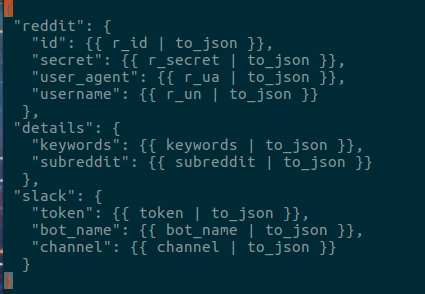 {
"reddit": {
"id": {{ r_id | to_json }},
"secret": {{ r_secret | to_json }},
"user_agent": {{ r_ua | to_json }},
"username": {{ r_un | to_json }}
},
"details": {
"keywords": {{ keywords | to_json }},
"subreddit": {{ subreddit | to_json }}
},
"slack": {
"token": {{ token | to_json }},
"bot_name": {{ bot_name | to_json }},
"channel": {{ channel | to_json }}
}
}